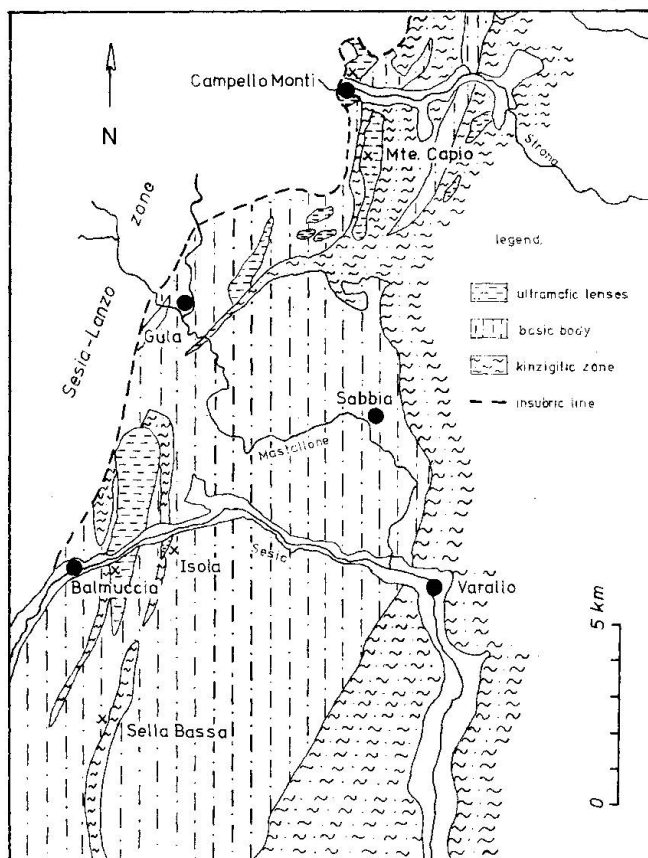 Campello Monti
N
Mte. Capio
Strona
zone
Sesia-Lanzo
legend.
ultramafic lenses
basic body
kinzigitic zone
insubric line
Gula
Sabbia
Mastallone
Sesia
Isola
Balmuccia
Varallo
Sella Bassa
5 km
0